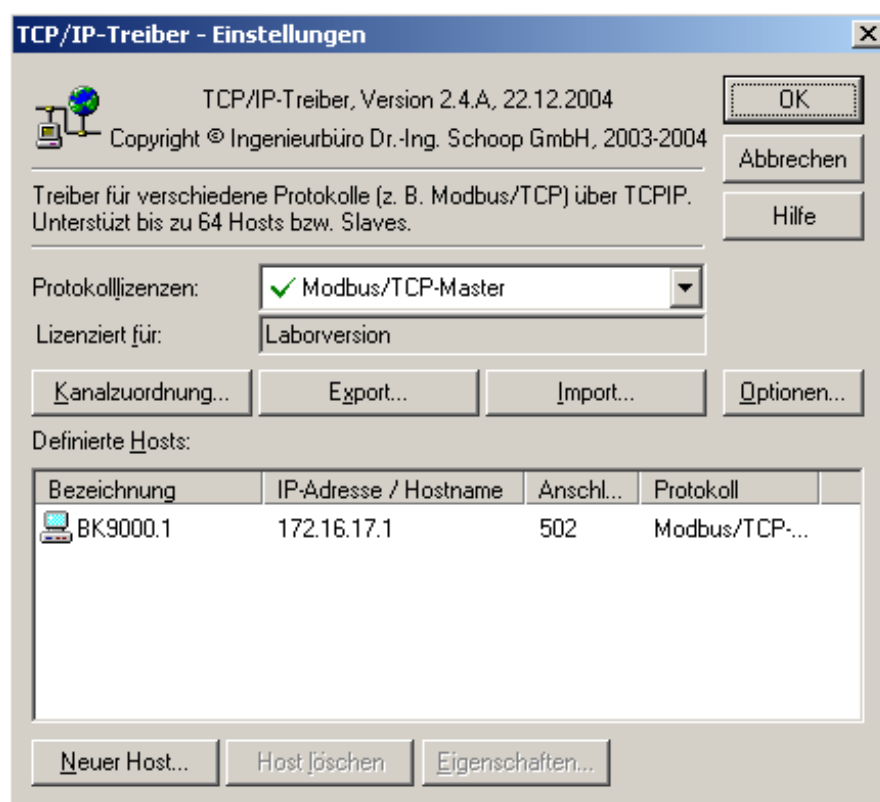 TCP/IP-Treiber - Einstellungen
TCP/IP-Treiber, Version 2.4.A, 22.12.2004
Copyright © Ingenieurbüro Dr.-Ing. Schoop GmbH, 2003-2004
OK
Abbrechen
Hilfe
Treiber für verschiedene Protokolle (z. B. Modbus/TCP) über TCPIP.
Unterstüzt bis zu 64 Hosts bzw. Slaves.
Protokolllizenzen: Modbus/TCP-Master
Lizenziert für: Laborversion
Kanalzuordnung... Export... Import... Optionen...
Definierte Hosts:
Bezeichnung IP-Adresse / Hostname Anschl... Protokoll
BK9000.1 172.16.17.1 502 Modbus/TCP-...
Neuer Host... Host löschen Eigenschaften...